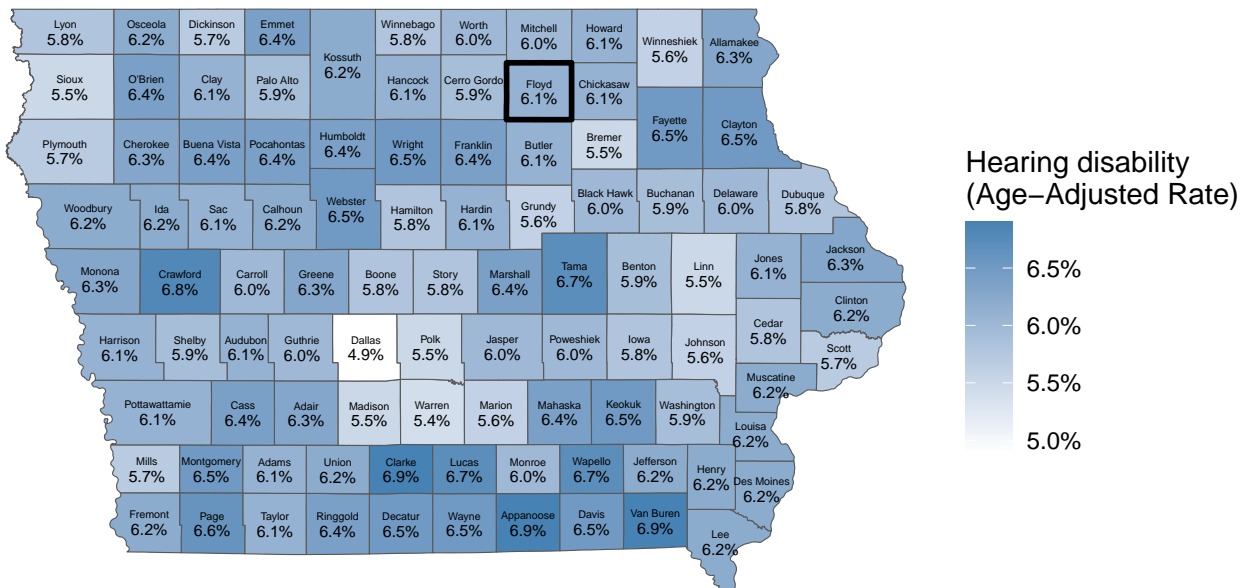 Lyon
5.8%
Osceola
6.2%
Dickinson
5.7%
Emmet
6.4%
Kossuth
6.2%
Winnebago
5.8%
Worth
6.0%
Mitchell
6.0%
Howard
6.1%
Winneshiek
5.6%
Allamakee
6.3%
Sioux
5.5%
O'Brien
6.4%
Clay
6.1%
Palo Alto
5.9%
Hancock
6.1%
Cerro Gordo
5.9%
Floyd
6.1%
Chickasaw
6.1%
Fayette
6.5%
Clayton
6.5%
Plymouth
5.7%
Cherokee
6.3%
Buena Vista
6.4%
Pocahontas
6.4%
Humboldt
6.4%
Wright
6.5%
Franklin
6.4%
Butler
6.1%
Bremer
5.5%
Woodbury
6.2%
Ida
6.2%
Sac
6.1%
Calhoun
6.2%
Webster
6.5%
Hamilton
5.8%
Hardin
6.1%
Grundy
5.6%
Black Hawk
6.0%
Buchanan
5.9%
Delaware
6.0%
Dubuque
5.8%
Monona
6.3%
Crawford
6.8%
Carroll
6.0%
Greene
6.3%
Boone
5.8%
Story
5.8%
Marshall
6.4%
Tama
6.7%
Benton
5.9%
Linn
5.5%
Jones
6.1%
Jackson
6.3%
Clinton
6.2%
Harrison
6.1%
Shelby
5.9%
Audubon
6.1%
Guthrie
6.0%
Dallas
4.9%
Polk
5.5%
Jasper
6.0%
Poweshiek
6.0%
Iowa
5.8%
Johnson
5.6%
Cedar
5.8%
Scott
5.7%
Muscatine
6.2%
Pottawattamie
6.1%
Cass
6.4%
Adair
6.3%
Madison
5.5%
Warren
5.4%
Marion
5.6%
Mahaska
6.4%
Keokuk
6.5%
Washington
5.9%
Louisa
6.2%
Mills
5.7%
Montgomery
6.5%
Adams
6.1%
Union
6.2%
Clarke
6.9%
Lucas
6.7%
Monroe
6.0%
Wapello
6.7%
Jefferson
6.2%
Henry
6.2%
Des Moines
6.2%
Fremont
6.2%
Page
6.6%
Taylor
6.1%
Ringgold
6.4%
Decatur
6.5%
Wayne
6.5%
Appanoose
6.9%
Davis
6.5%
Van Buren
6.9%
Lee
6.2%
Hearing disability
(Age−Adjusted Rate)
6.5%
6.0%
5.5%
5.0%